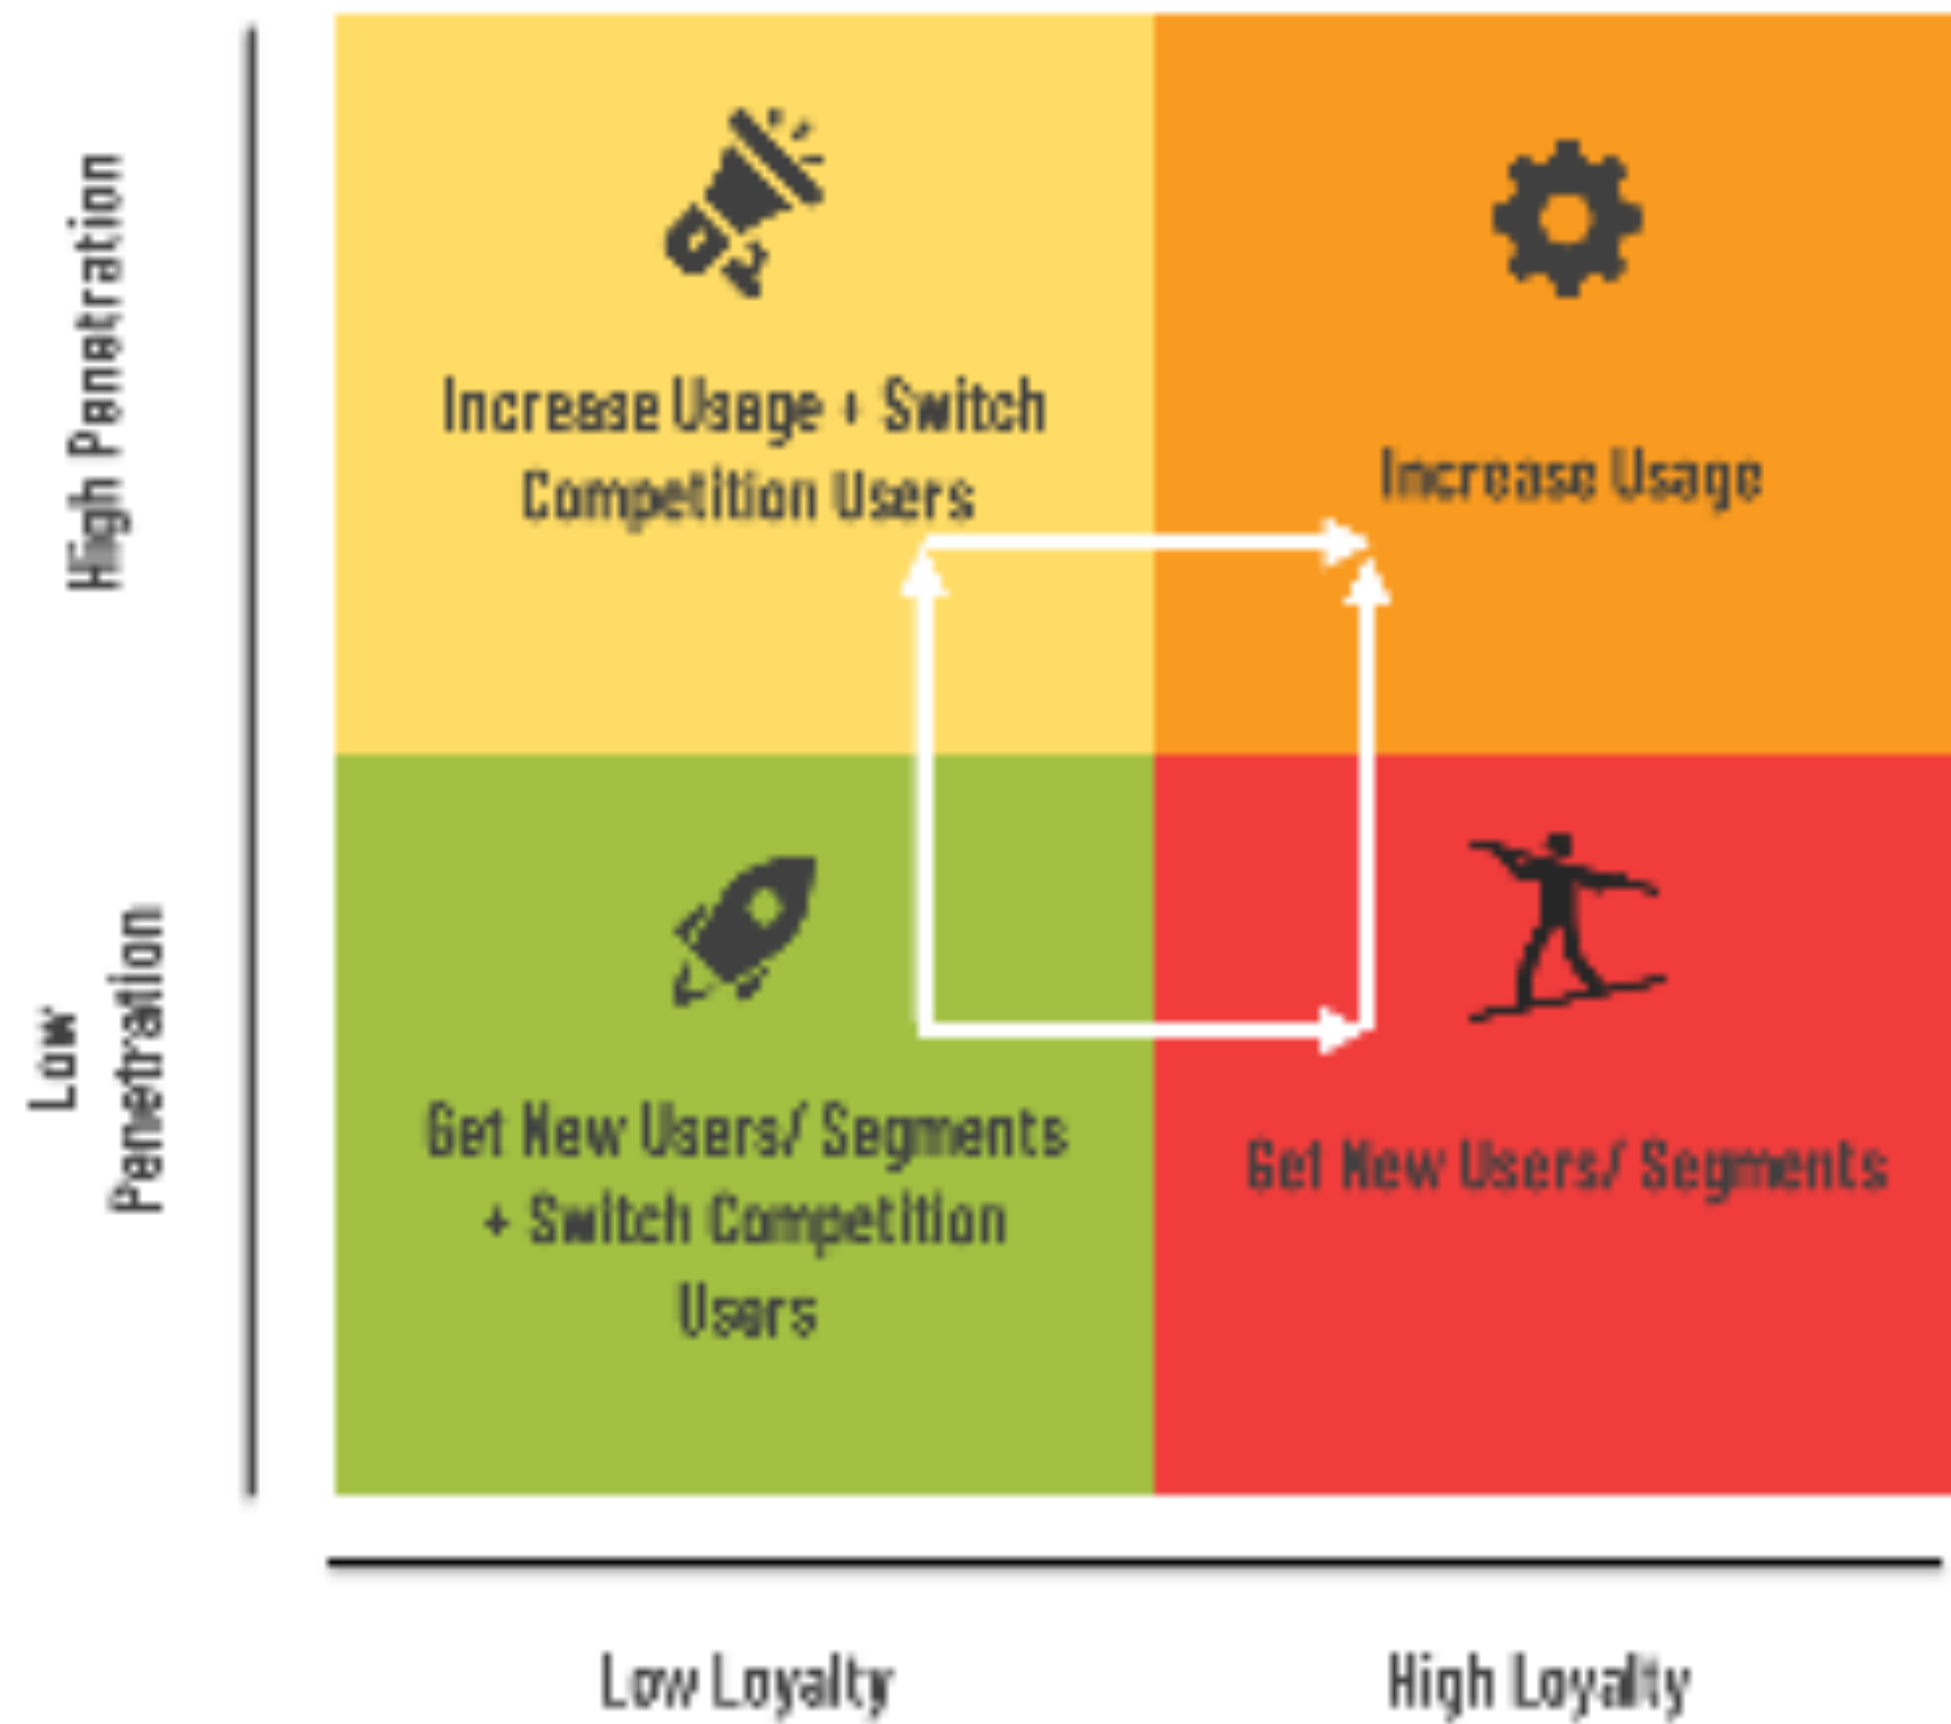 High Penetration
Increase Usage + Switch
Competition Users
Increase Usage
Low
Penetration
Get New Users/ Segments
+ Switch Competition
Users
Get New Users/ Segments
Low Loyalty
High Loyalty